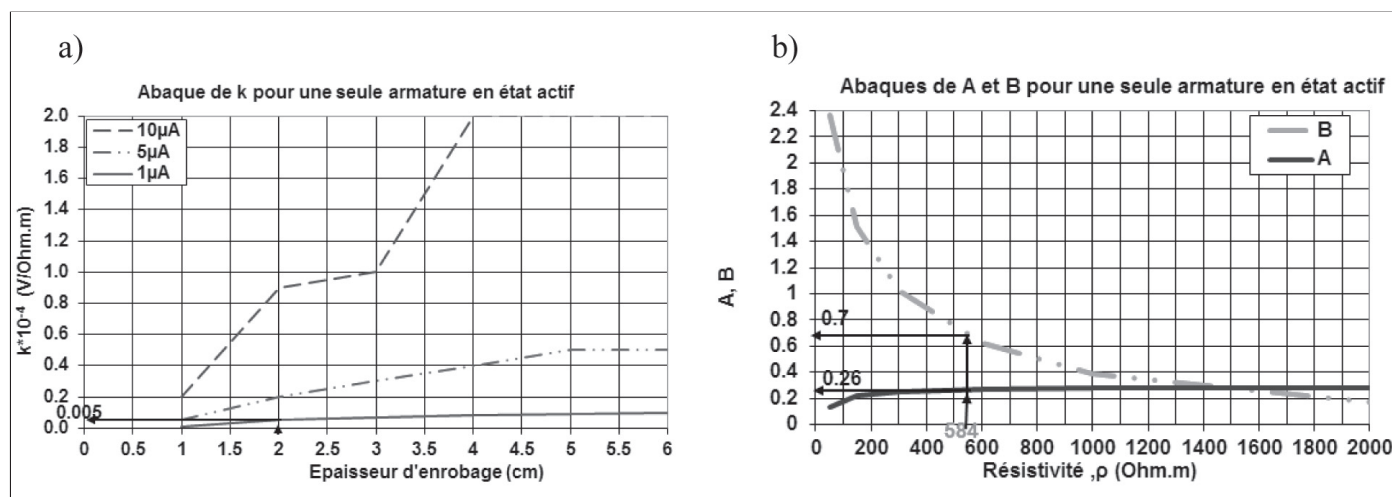 a)
Abaque de k pour une seule armature en état actif
k*10⁻⁴ (V/Ohm.m)
2.0
1.8
1.6
1.4
1.2
1.0
0.8
0.6
0.4
0.2
0.0
10µA
5µA
1µA
0.005
0 0.5 1 1.5 2 2.5 3 3.5 4 4.5 5 5.5 6
Epaisseur d'enrobage (cm)
b)
Abaques de A et B pour une seule armature en état actif
A, B
2.4
2.2
2
1.8
1.6
1.4
1.2
1
0.8
0.6
0.4
0.2
0
B
A
0.7
0.26
584
0 200 400 600 800 1000 1200 1400 1600 1800 2000
Résistivité ,ρ (Ohm.m)